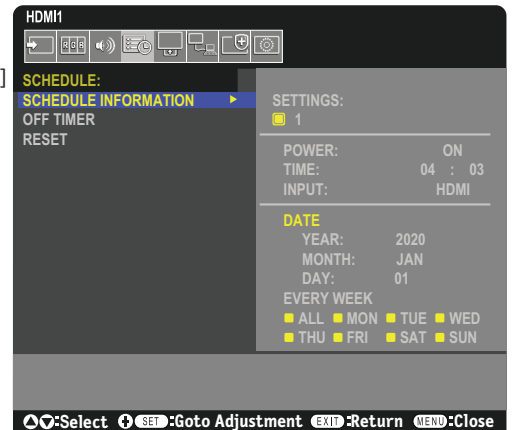 HDMI1
R G B
]
SCHEDULE:
SCHEDULE INFORMATION
OFF TIMER
RESET
SETTINGS:
1
POWER: ON
TIME: 04 : 03
INPUT: HDMI
DATE
YEAR: 2020
MONTH: JAN
DAY: 01
EVERY WEEK
ALL MON TUE WED
THU FRI SAT SUN
:Select SET :Goto Adjustment EXIT :Return MENU :Close